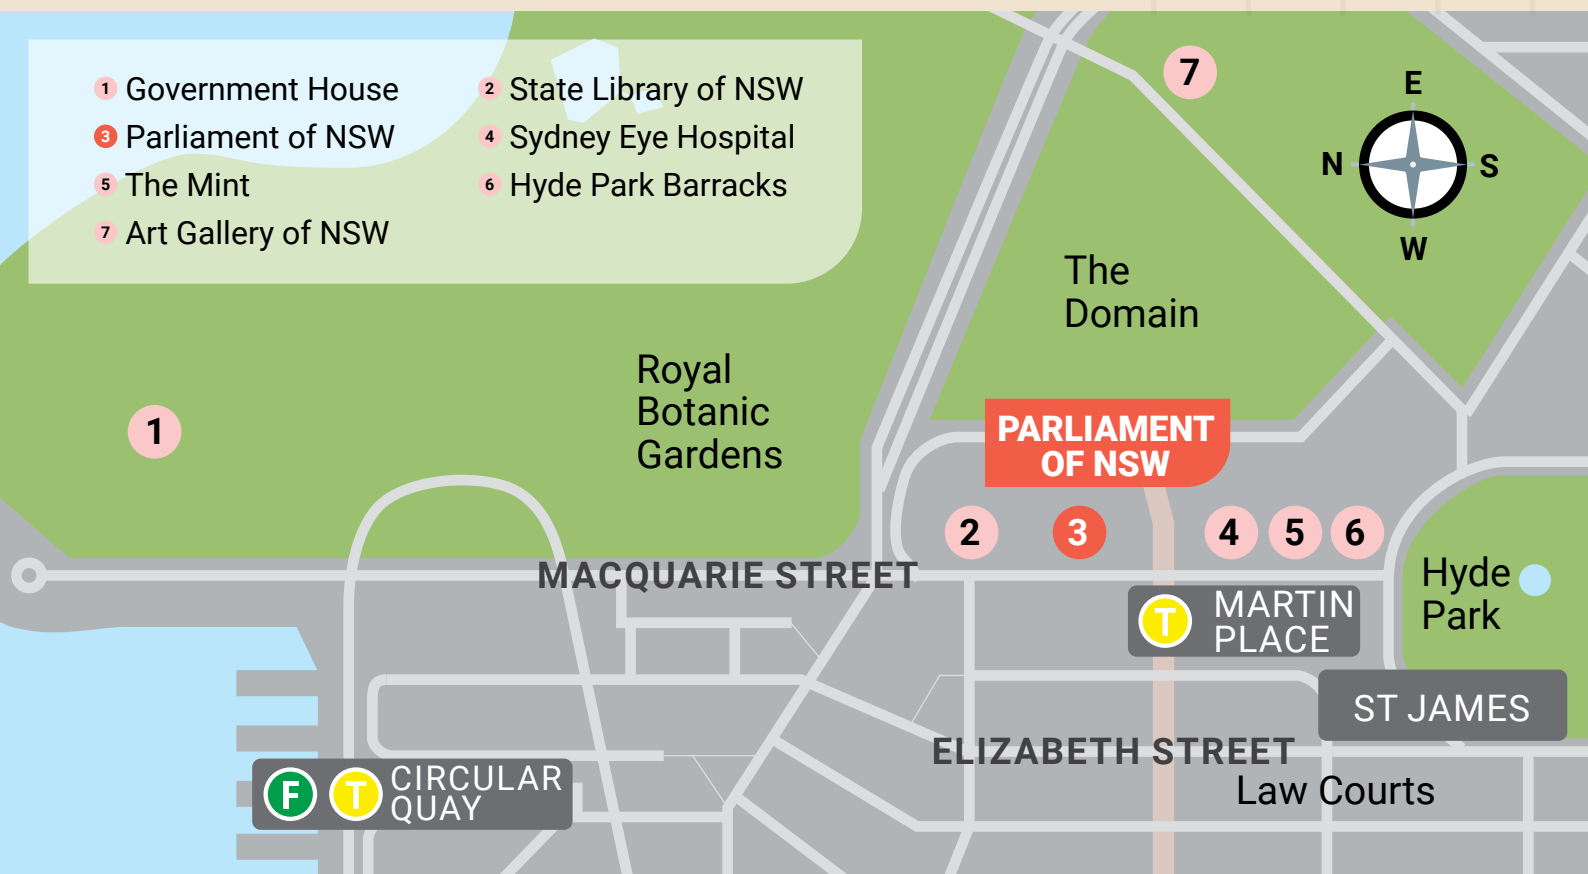 1 Government House
2 State Library of NSW
3 Parliament of NSW
4 Sydney Eye Hospital
5 The Mint
6 Hyde Park Barracks
7 Art Gallery of NSW
7
E
N
S
W
The
Domain
Royal
Botanic
Gardens
1
PARLIAMENT
OF NSW
2
3
4
5
6
MACQUARIE STREET
Hyde
Park
T
MARTIN
PLACE
ST JAMES
ELIZABETH STREET
Law Courts
F
T
CIRCULAR
QUAY